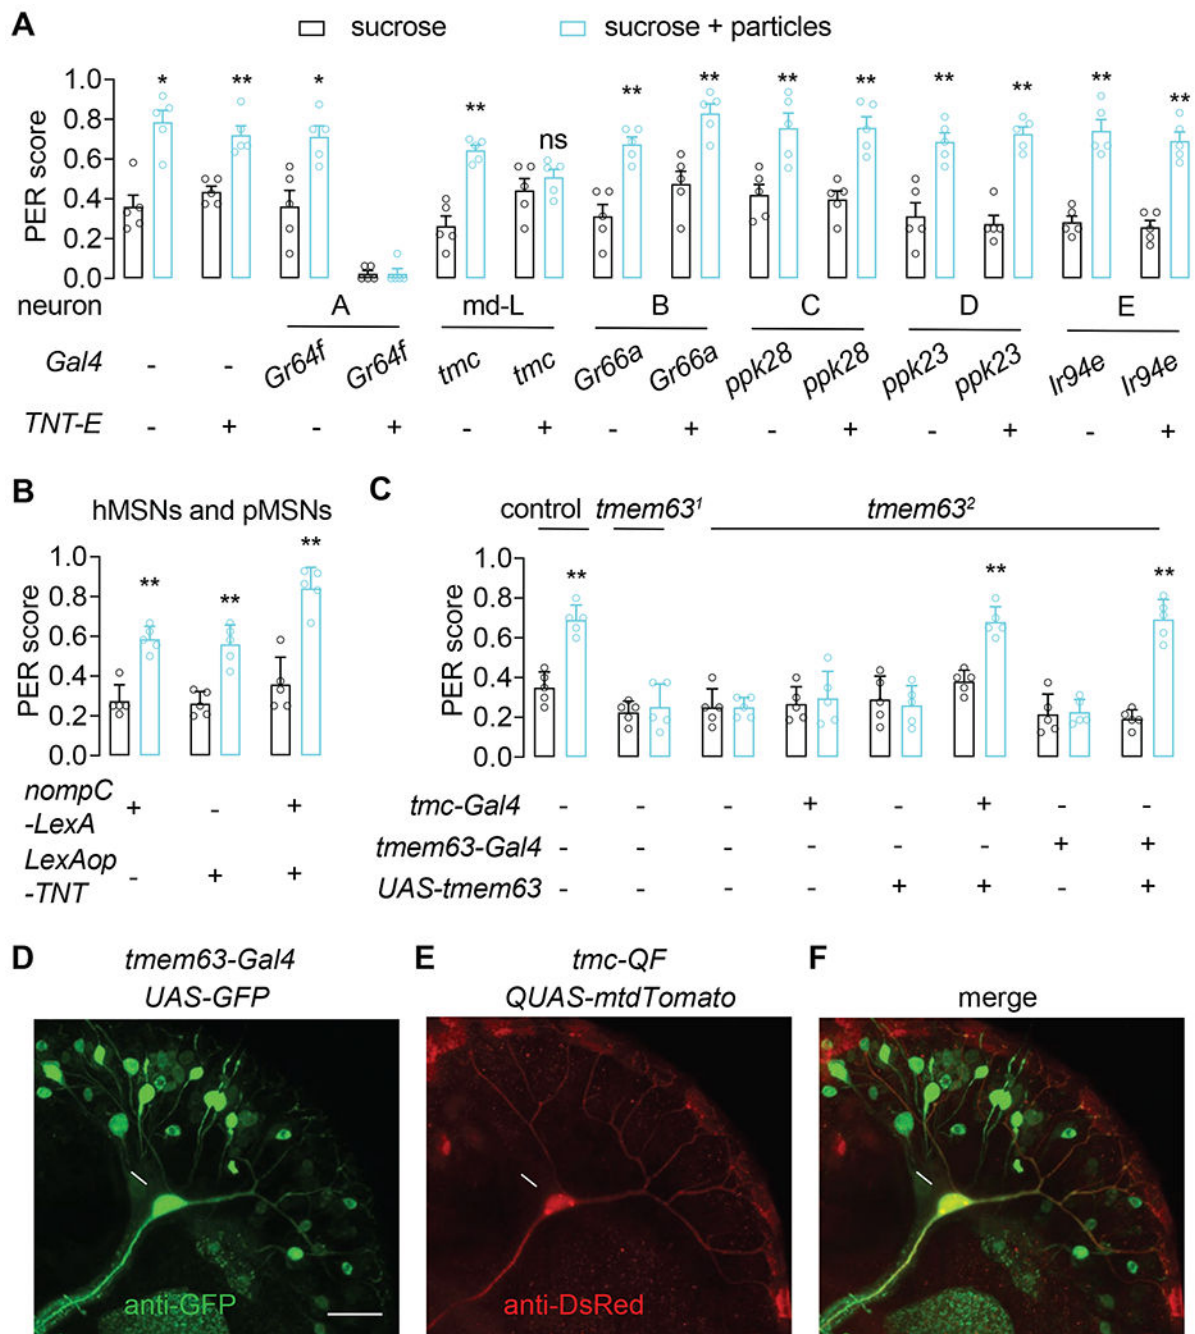 A
sucrose
sucrose + particles
PER score
1.0
0.8
0.6
0.4
0.2
0.0
* ** * ** ns ** ** ** ** ** ** ** **
neuron A md-L B C D E
Gal4 - - Gr64f Gr64f tmc tmc Gr66a Gr66a ppk28 ppk28 ppk23 ppk23 Ir94e Ir94e
TNT-E - + - + - + - + - + - + - +
B
hMSNs and pMSNs
PER score
1.0
0.8
0.6
0.4
0.2
0.0
** ** **
nompC
-LexA + - +
LexAop
-TNT - + +
C
control tmem63¹ tmem63²
PER score
1.0
0.8
0.6
0.4
0.2
0.0
** ** **
tmc-Gal4 - - - + - + - -
tmem63-Gal4 - - - - - - + +
UAS-tmem63 - - - - + + - +
D
tmem63-Gal4
UAS-GFP
anti-GFP
E
tmc-QF
QUAS-mtdTomato
anti-DsRed
F
merge